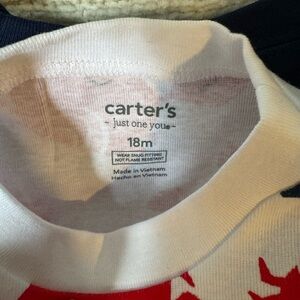 carter's
just one you
18m
WEAR SNUG-FITTING
NOT FLAME RESISTANT
Made in Vietnam
Hecho en Vietnam